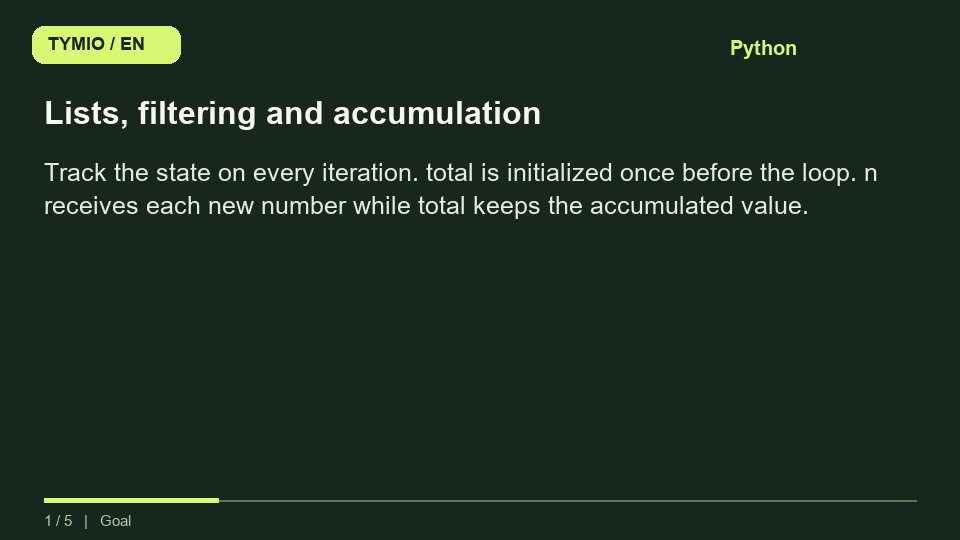 TYMIO / EN
Python
Lists, filtering and accumulation
Track the state on every iteration. total is initialized once before the loop. n
receives each new number while total keeps the accumulated value.
1 / 5 | Goal